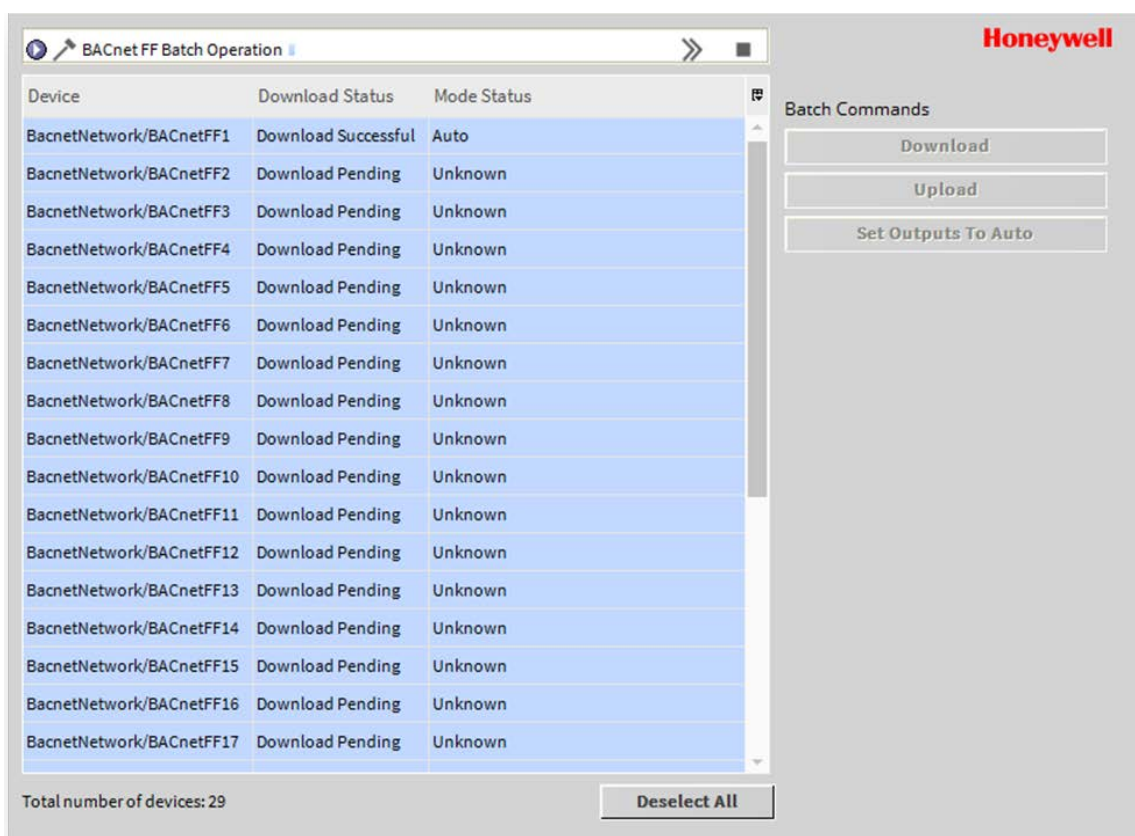 BACnet FF Batch Operation
Honeywell
Device Download Status Mode Status
Batch Commands
BacnetNetwork/BACnetFF1 Download Successful Auto
Download
BacnetNetwork/BACnetFF2 Download Pending Unknown
Upload
BacnetNetwork/BACnetFF3 Download Pending Unknown
Set Outputs To Auto
BacnetNetwork/BACnetFF4 Download Pending Unknown
BacnetNetwork/BACnetFF5 Download Pending Unknown
BacnetNetwork/BACnetFF6 Download Pending Unknown
BacnetNetwork/BACnetFF7 Download Pending Unknown
BacnetNetwork/BACnetFF8 Download Pending Unknown
BacnetNetwork/BACnetFF9 Download Pending Unknown
BacnetNetwork/BACnetFF10 Download Pending Unknown
BacnetNetwork/BACnetFF11 Download Pending Unknown
BacnetNetwork/BACnetFF12 Download Pending Unknown
BacnetNetwork/BACnetFF13 Download Pending Unknown
BacnetNetwork/BACnetFF14 Download Pending Unknown
BacnetNetwork/BACnetFF15 Download Pending Unknown
BacnetNetwork/BACnetFF16 Download Pending Unknown
BacnetNetwork/BACnetFF17 Download Pending Unknown
Total number of devices: 29
Deselect All